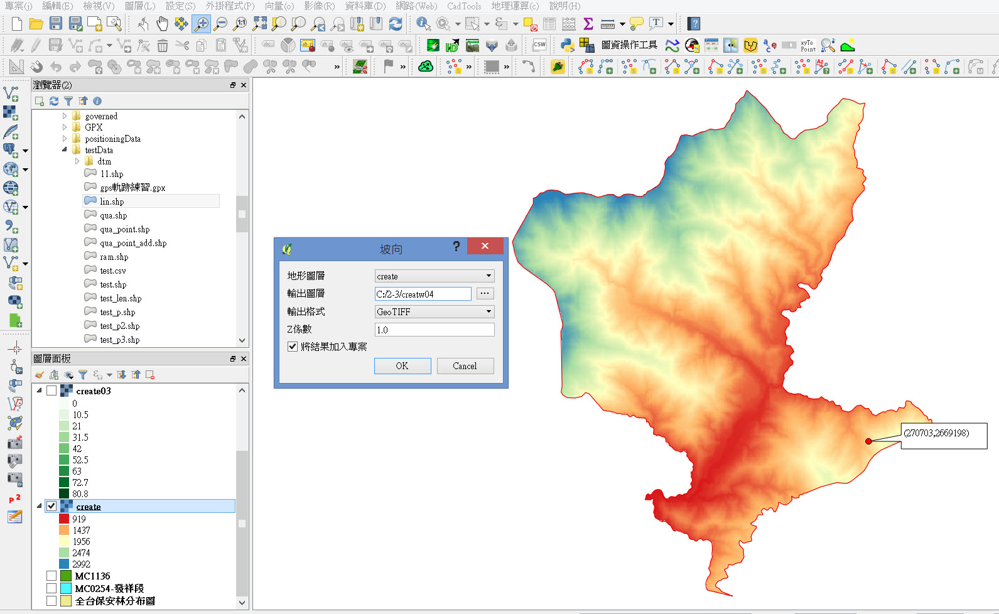 專案(j) 編輯(E) 檢視(V) 圖層(L) 設定(S) 外掛程式(P) 向量(o) 影像(R) 資料庫(D) 網路(Web) CadTools 地理運算(c) 說明(H)
1:1
T
?
abc
CSW
圖資操作工具
xyTo
Point
瀏覽器(2)
governed
GPX
positioningData
testData
dtm
11.shp
gps軌跡練習.gpx
lin.shp
qua.shp
qua_point.shp
qua_point_add.shp
ram.shp
test.csv
test.shp
test_len.shp
test_p.shp
test_p2.shp
test_p3.shp
圖層面板
create03
0
10.5
21
31.5
42
52.5
63
72.7
80.8
create
919
1437
1956
2474
2992
MC1136
MC0254-發祥段
全台保安林分布圖
坡向
?
地形圖層 create
輸出圖層 C:/2-3/creatw04 ...
輸出格式 GeoTIFF
Z係數 1.0
將結果加入專案
OK Cancel
(270703,2669198)
P2